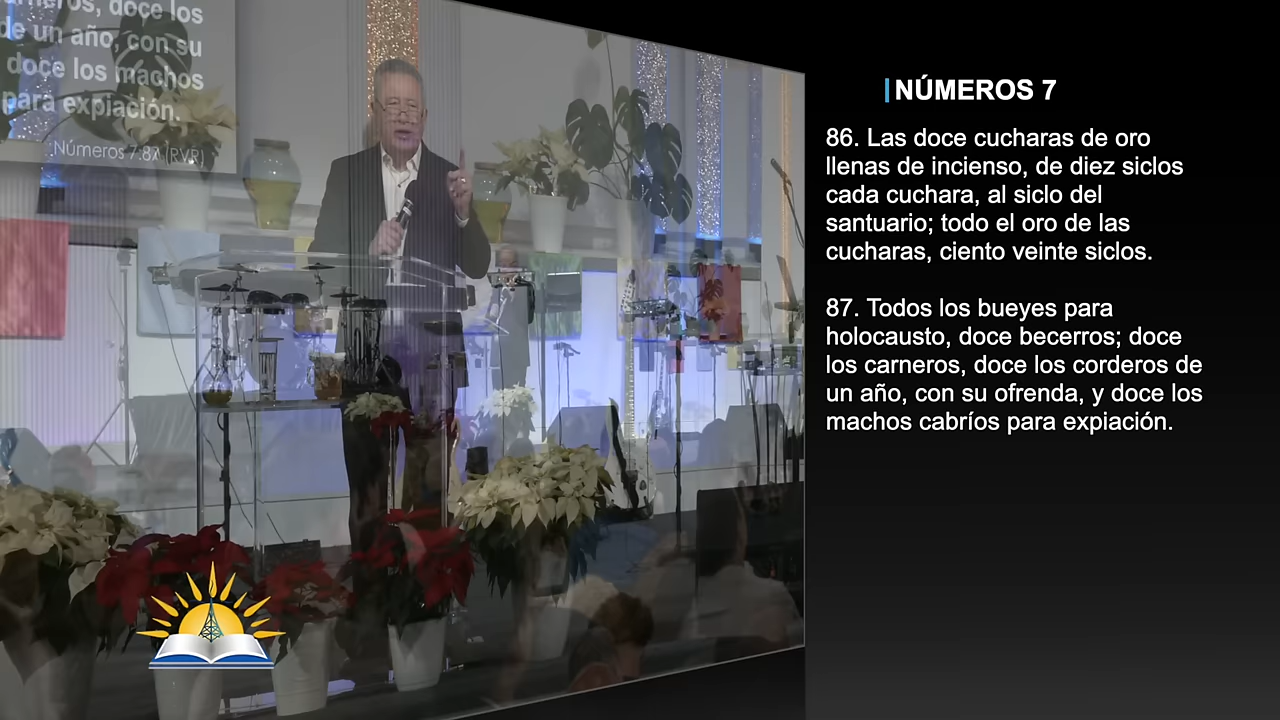 doce los
de un año, con su
doce los machos
para expiación.
Números 7:87 (RVR)
NÚMEROS 7
86. Las doce cucharas de oro
llenas de incienso, de diez siclos
cada cuchara, al siclo del
santuario; todo el oro de las
cucharas, ciento veinte siclos.
87. Todos los bueyes para
holocausto, doce becerros; doce
los carneros, doce los corderos de
un año, con su ofrenda, y doce los
machos cabríos para expiación.